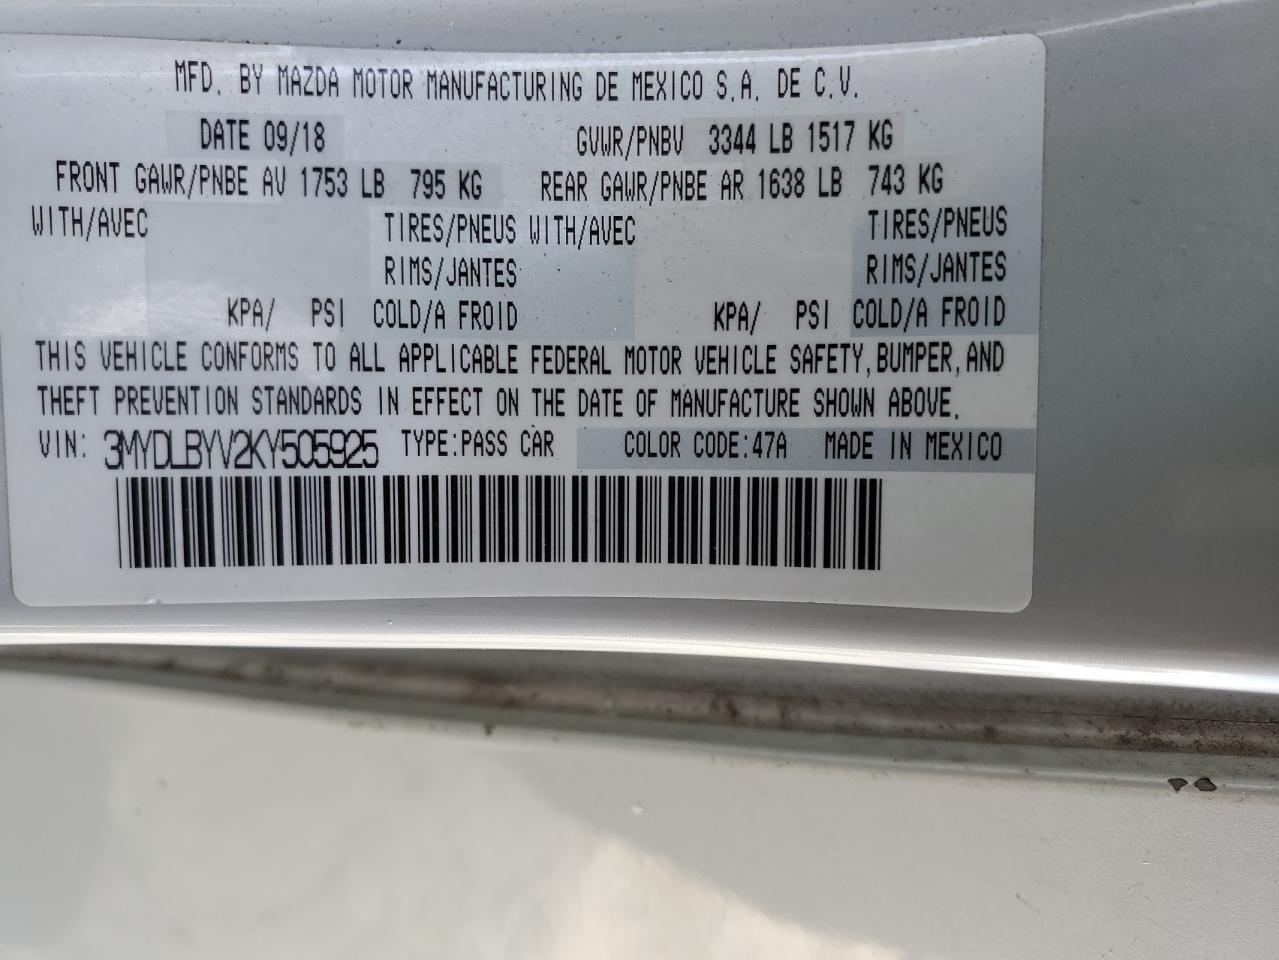 MFD. BY MAZDA MOTOR MANUFACTURING DE MEXICO S.A. DE C.V.
DATE 09/18 GVWR/PNBV 3344 LB 1517 KG
FRONT GAWR/PNBE AV 1753 LB 795 KG REAR GAWR/PNBE AR 1638 LB 743 KG
WITH/AVEC TIRES/PNEUS WITH/AVEC TIRES/PNEUS
RIMS/JANTES RIMS/JANTES
KPA/ PSI COLD/A FROID KPA/ PSI COLD/A FROID
THIS VEHICLE CONFORMS TO ALL APPLICABLE FEDERAL MOTOR VEHICLE SAFETY, BUMPER, AND
THEFT PREVENTION STANDARDS IN EFFECT ON THE DATE OF MANUFACTURE SHOWN ABOVE.
VIN: 3MYDLBYV2KY505925 TYPE:PASS CAR COLOR CODE:47A MADE IN MEXICO